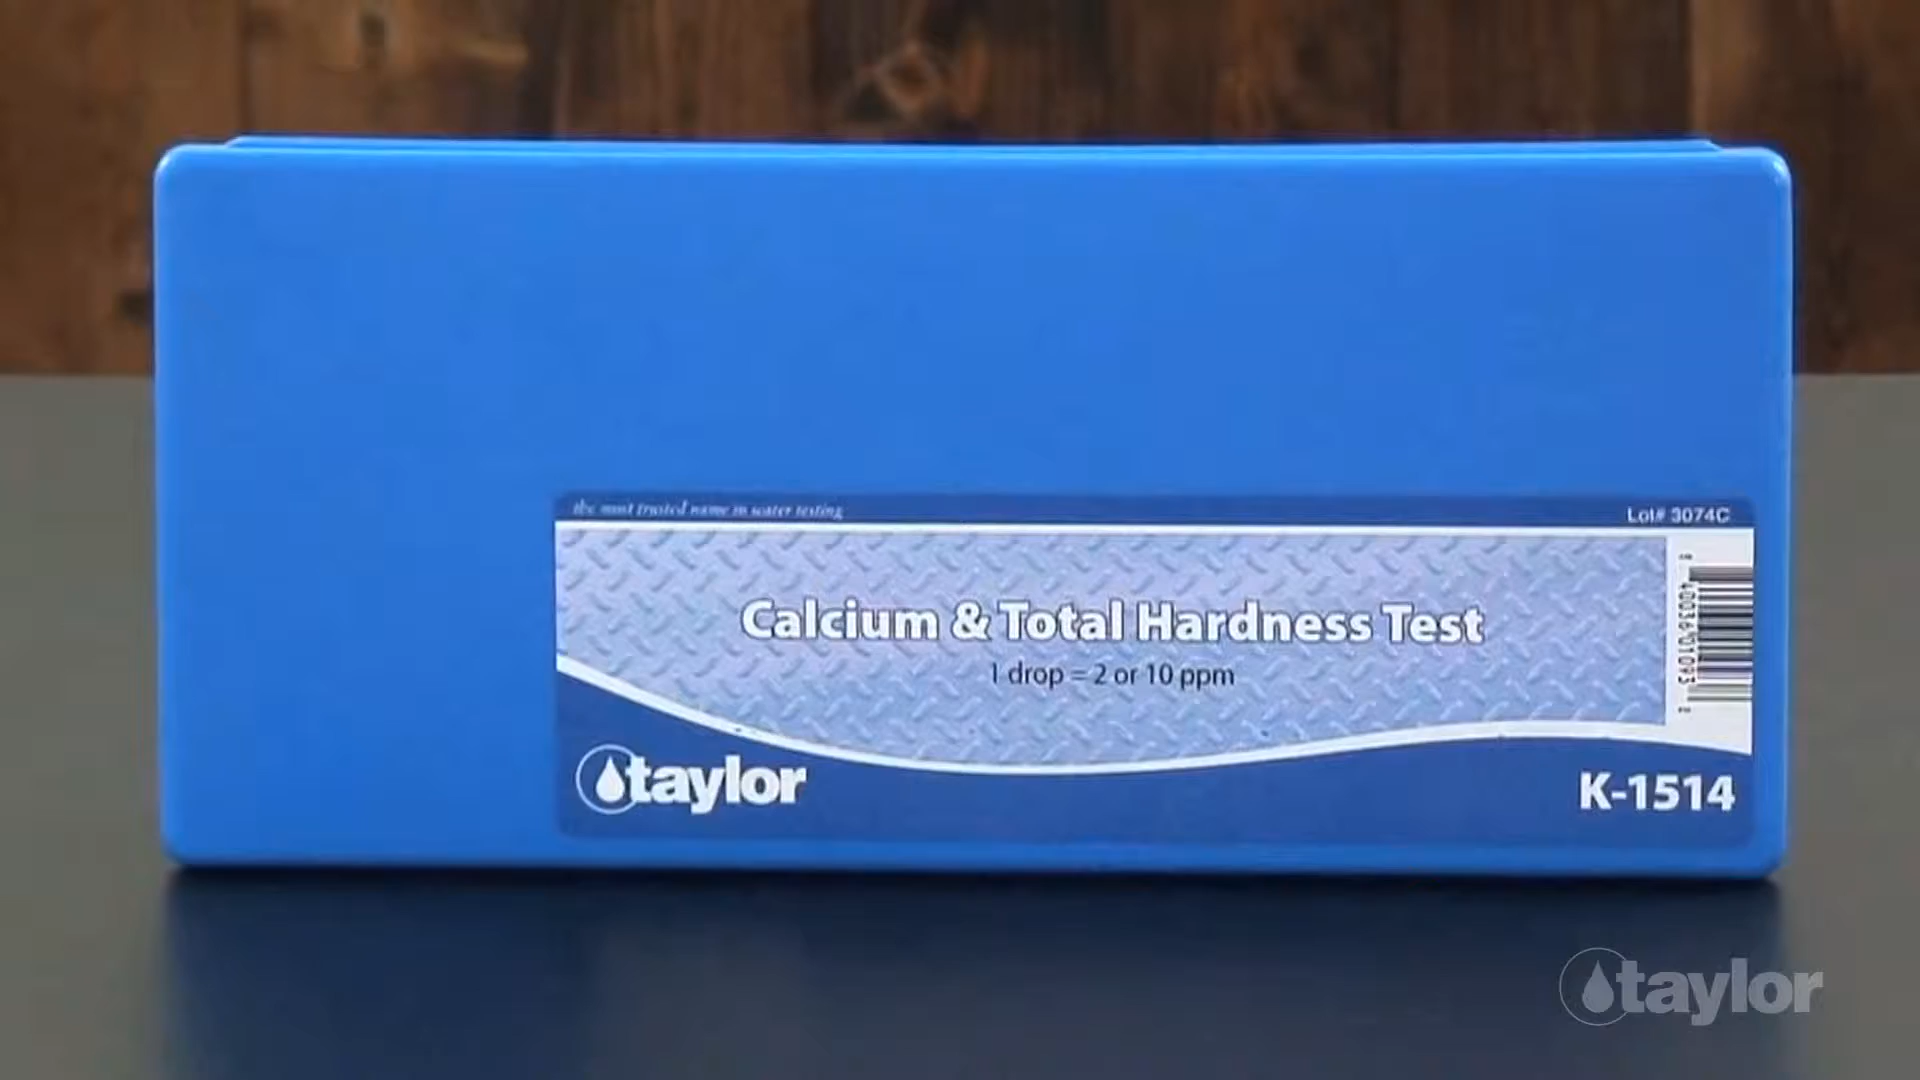 the most trusted name in water testing
Lot# 3074C
Calcium & Total Hardness Test
1 drop = 2 or 10 ppm
taylor
K-1514
taylor